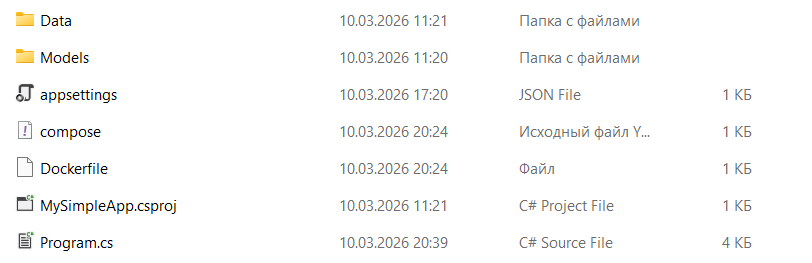 Data 10.03.2026 11:21 Папка с файлами
Models 10.03.2026 11:20 Папка с файлами
appsettings 10.03.2026 17:20 JSON File 1 КБ
compose 10.03.2026 20:24 Исходный файл Y... 1 КБ
Dockerfile 10.03.2026 20:24 Файл 1 КБ
MySimpleApp.csproj 10.03.2026 11:21 C# Project File 1 КБ
Program.cs 10.03.2026 20:39 C# Source File 4 КБ